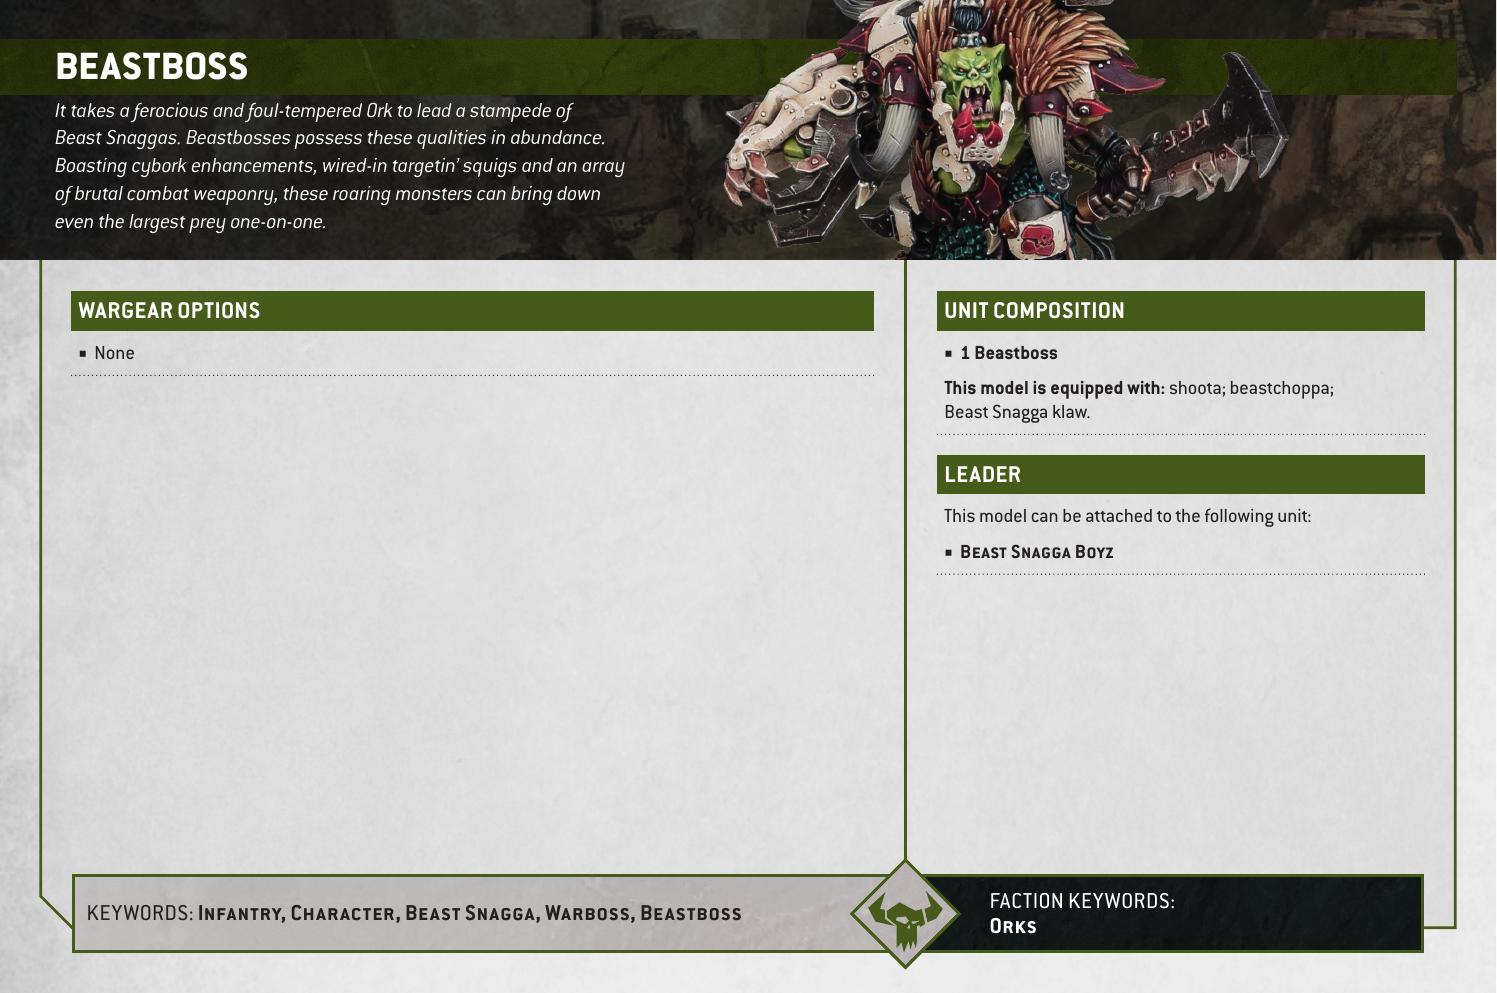 BEASTBOSS
It takes a ferocious and foul-tempered Ork to lead a stampede of
Beast Snaggas. Beastbosses possess these qualities in abundance.
Boasting cybork enhancements, wired-in targetin’ squigs and an array
of brutal combat weaponry, these roaring monsters can bring down
even the largest prey one-on-one.
WARGEAR OPTIONS
▪ None
UNIT COMPOSITION
▪ 1 Beastboss
This model is equipped with: shoota; beastchoppa;
Beast Snagga klaw.
LEADER
This model can be attached to the following unit:
▪ Beast Snagga Boyz
KEYWORDS: Infantry, Character, Beast Snagga, Warboss, Beastboss
FACTION KEYWORDS:
Orks